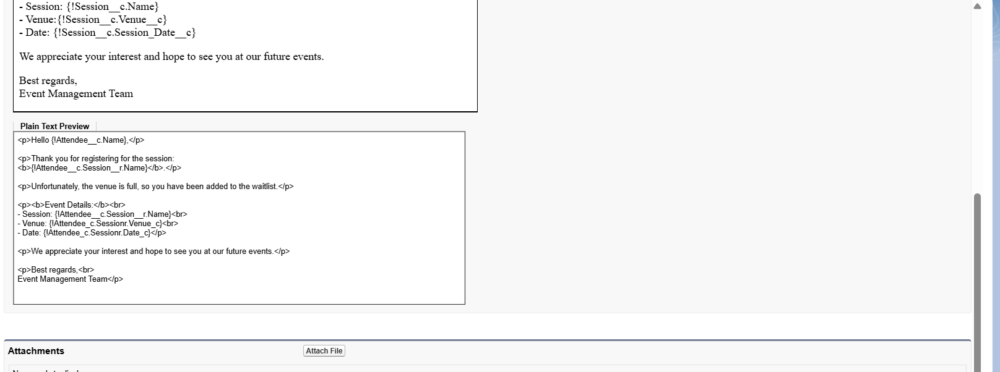 - Session: {!Session__c.Name}
- Venue:{!Session__c.Venue__c}
- Date: {!Session__c.Session_Date__c}
We appreciate your interest and hope to see you at our future events.
Best regards,
Event Management Team
Plain Text Preview
<p>Hello {!Attendee__c.Name},</p>
<p>Thank you for registering for the session:
<b>{!Attendee__c.Session__r.Name}</b>.</p>
<p>Unfortunately, the venue is full, so you have been added to the waitlist.</p>
<p><b>Event Details:</b><br>
- Session: {!Attendee__c.Session__r.Name}<br>
- Venue: {!Attendee_c.Sessionr.Venue_c}<br>
- Date: {!Attendee_c.Sessionr.Date_c}</p>
<p>We appreciate your interest and hope to see you at our future events.</p>
<p>Best regards,<br>
Event Management Team</p>
Attachments
Attach File